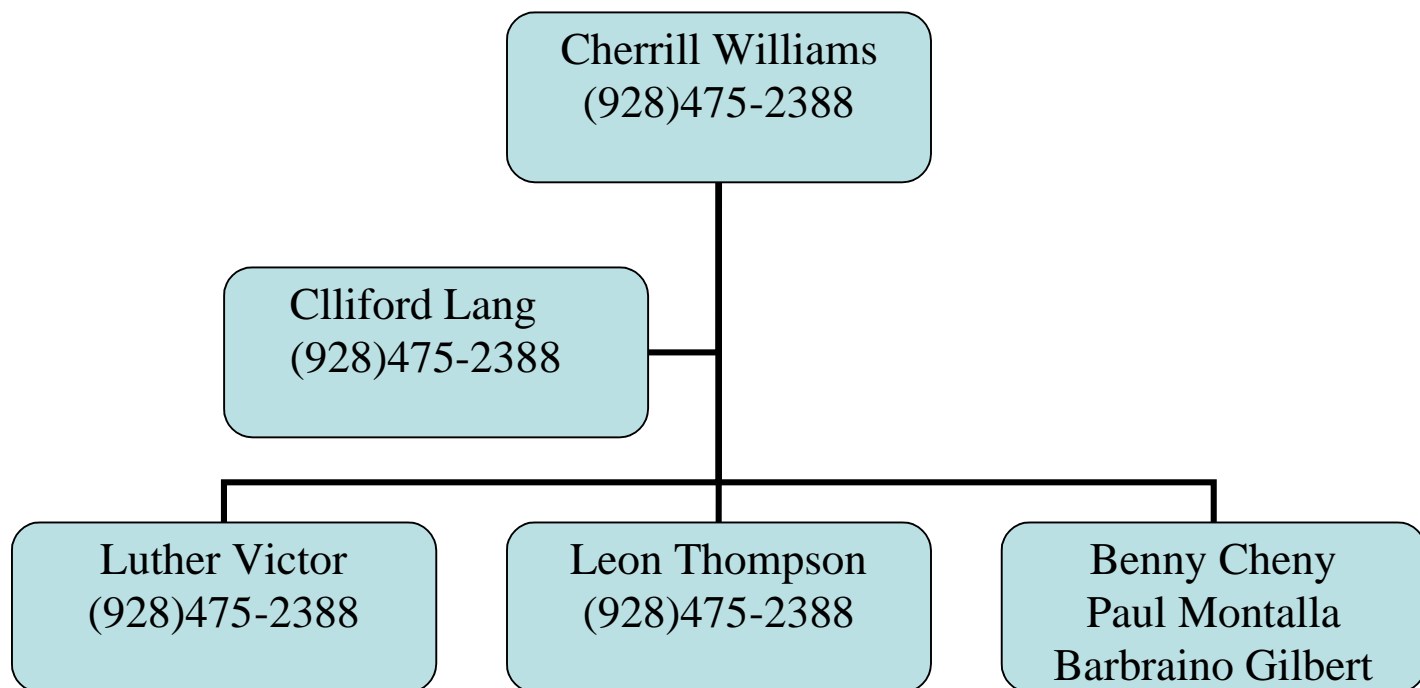 Cherrill Williams
(928)475-2388
Clliford Lang
(928)475-2388
Luther Victor
(928)475-2388
Leon Thompson
(928)475-2388
Benny Cheny
Paul Montalla
Barbraino Gilbert